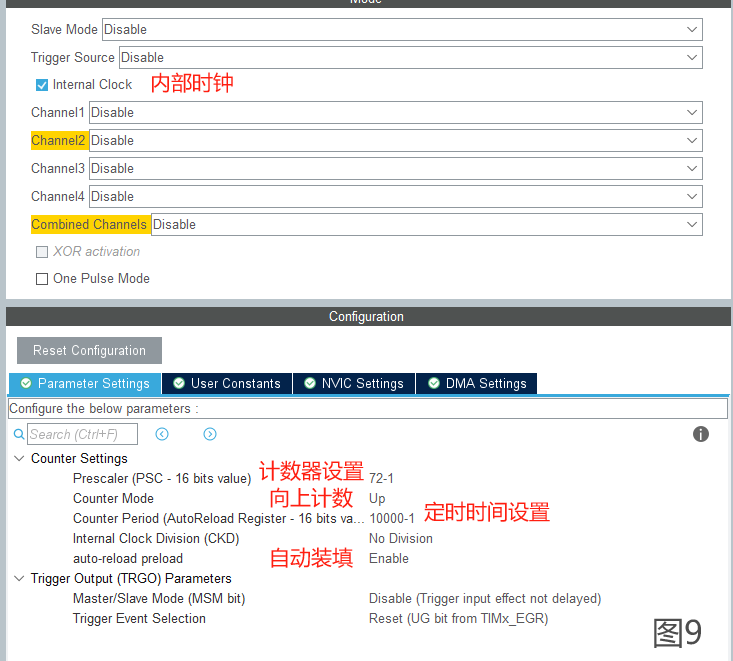 Mode
Slave Mode Disable
Trigger Source Disable
Internal Clock 内部时钟
Channel1 Disable
Channel2 Disable
Channel3 Disable
Channel4 Disable
Combined Channels Disable
XOR activation
One Pulse Mode
Configuration
Reset Configuration
Parameter Settings User Constants NVIC Settings DMA Settings
Configure the below parameters :
Search (Ctrl+F)
Counter Settings
Prescaler (PSC - 16 bits value) 计数器设置 72-1
Counter Mode 向上计数 Up
Counter Period (AutoReload Register - 16 bits va... 10000-1 定时时间设置
Internal Clock Division (CKD) No Division
auto-reload preload 自动装填 Enable
Trigger Output (TRGO) Parameters
Master/Slave Mode (MSM bit) Disable (Trigger input effect not delayed)
Trigger Event Selection Reset (UG bit from TIMx_EGR)
图9